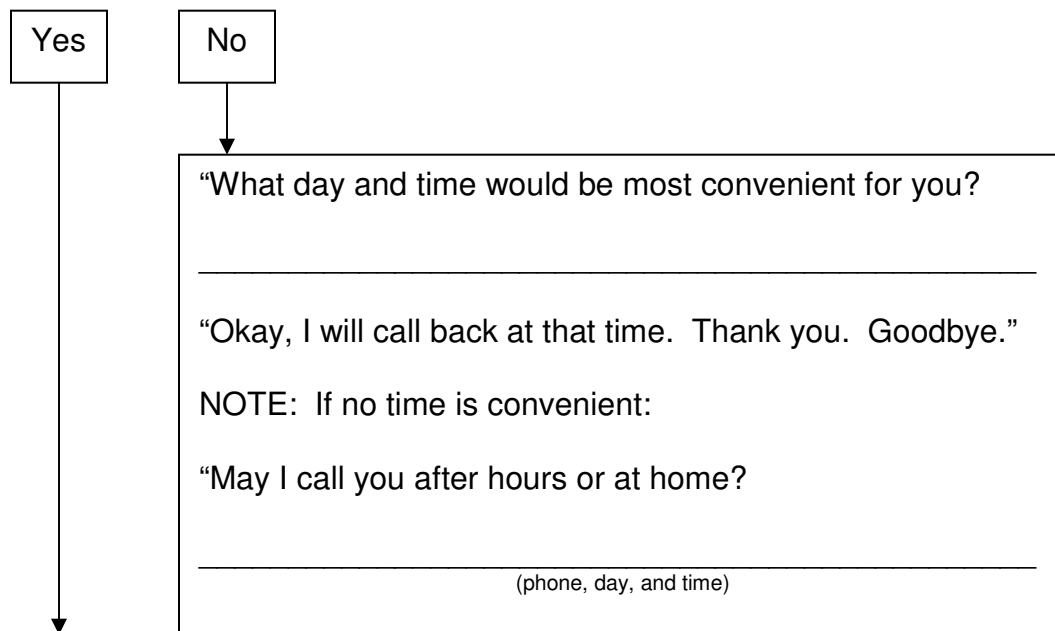 Yes No
“What day and time would be most convenient for you?
“Okay, I will call back at that time.  Thank you.  Goodbye.”
NOTE:  If no time is convenient:
“May I call you after hours or at home?
(phone, day, and time)